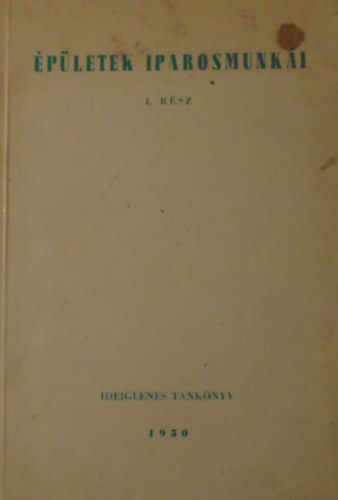 ÉPÜLETEK IPAROSMUNKÁI
I. RÉSZ
IDEIGLENES TANKÖNYV
1950